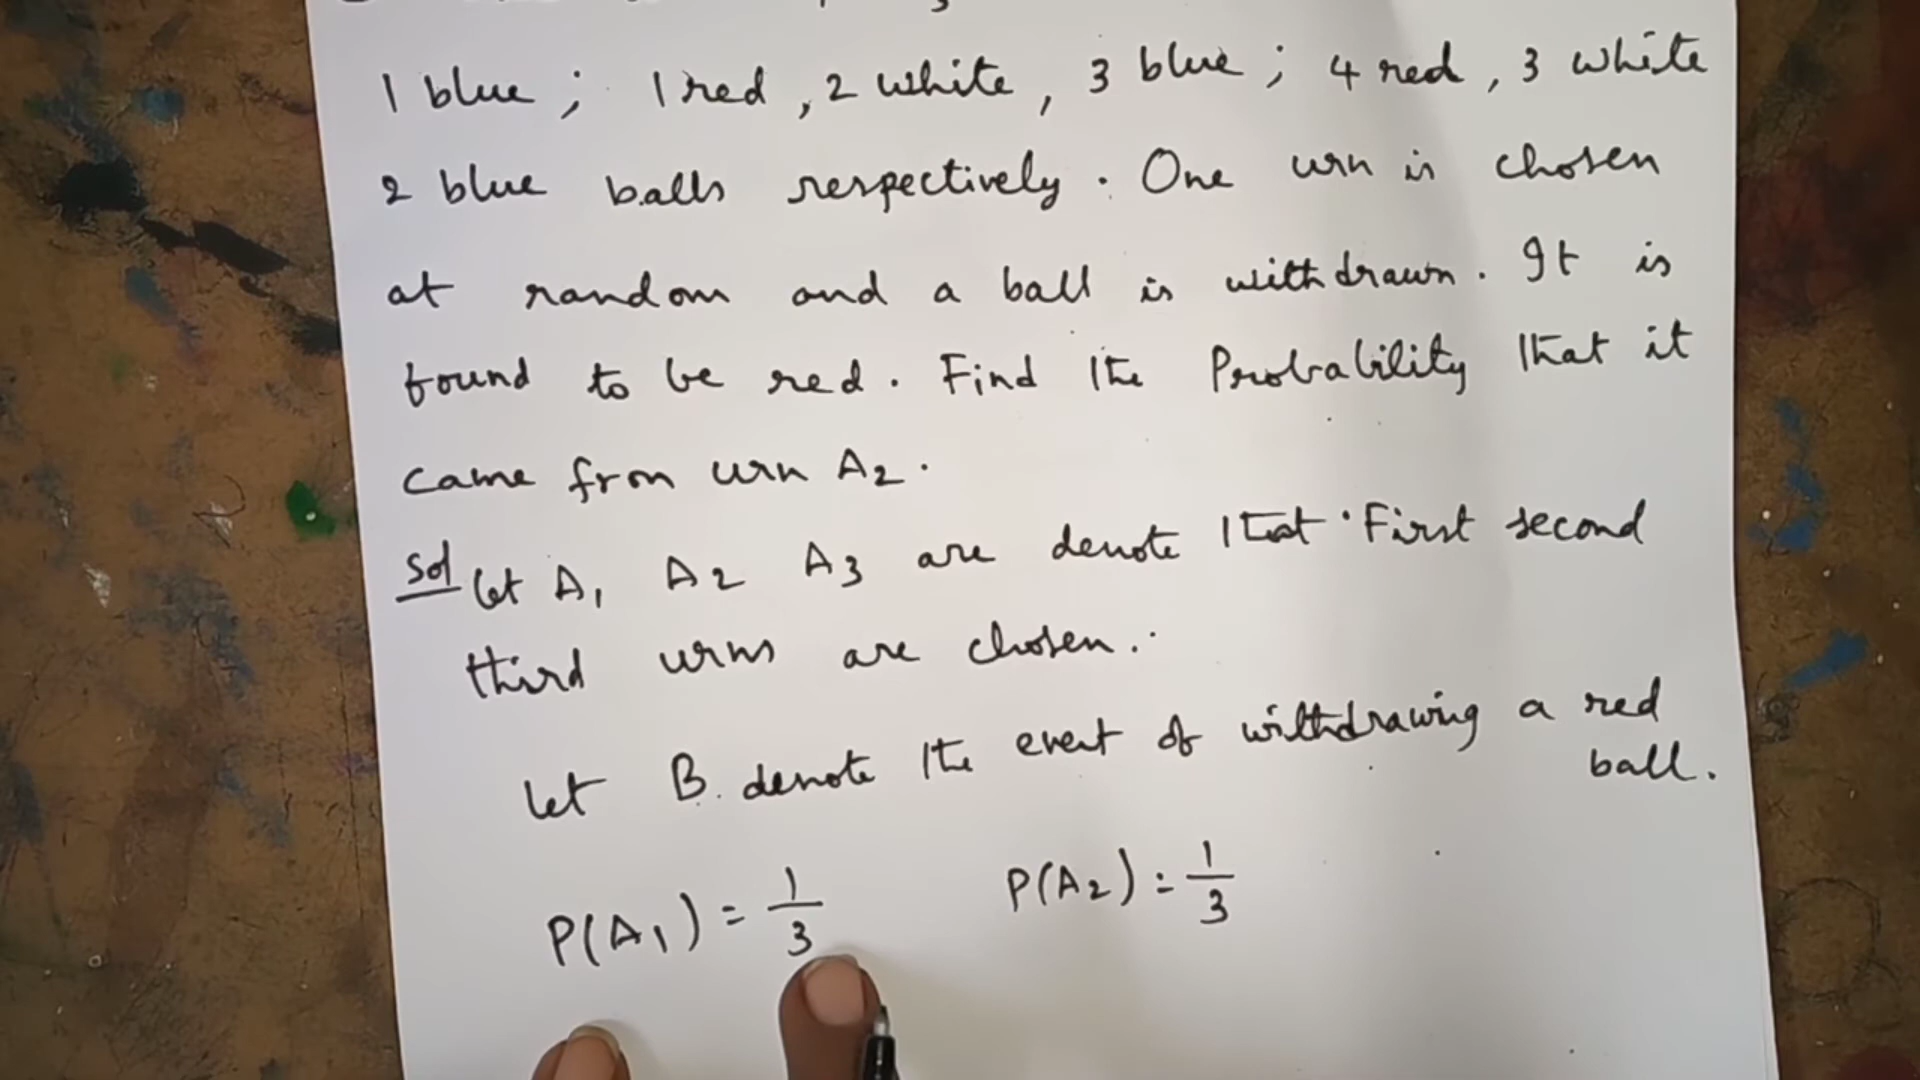 1 blue ; 1 red , 2 white , 3 blue ; 4 red , 3 white
2 blue balls respectively . One urn is chosen
at random and a ball is withdrawn . It is
found to be red . Find the Probability that it
came from urn A2 .
Sol let A1 A2 A3 are denote that First second
third urns are chosen .
let B denote the event of withdrawing a red
ball .
P(A1) = 1/3 P(A2) = 1/3